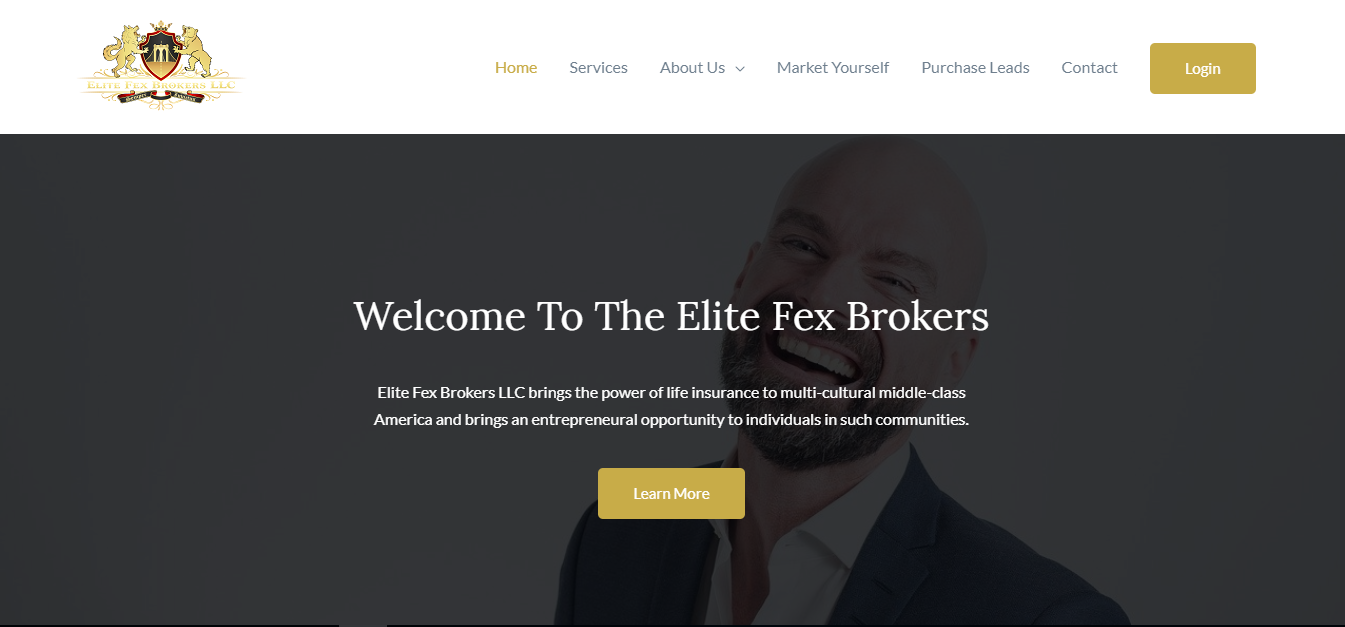 ELITE FEX BROKERS LLC
Home
Services
About Us
Market Yourself
Purchase Leads
Contact
Login
Welcome To The Elite Fex Brokers
Elite Fex Brokers LLC brings the power of life insurance to multi-cultural middle-class
America and brings an entrepreneural opportunity to individuals in such communities.
Learn More